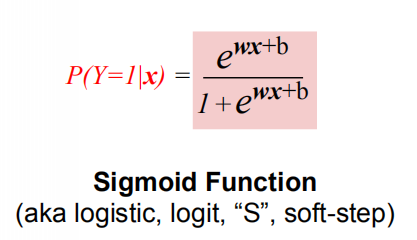 P(Y=1|x) = e^wx+b / 1+e^wx+b
Sigmoid Function
(aka logistic, logit, “S”, soft-step)